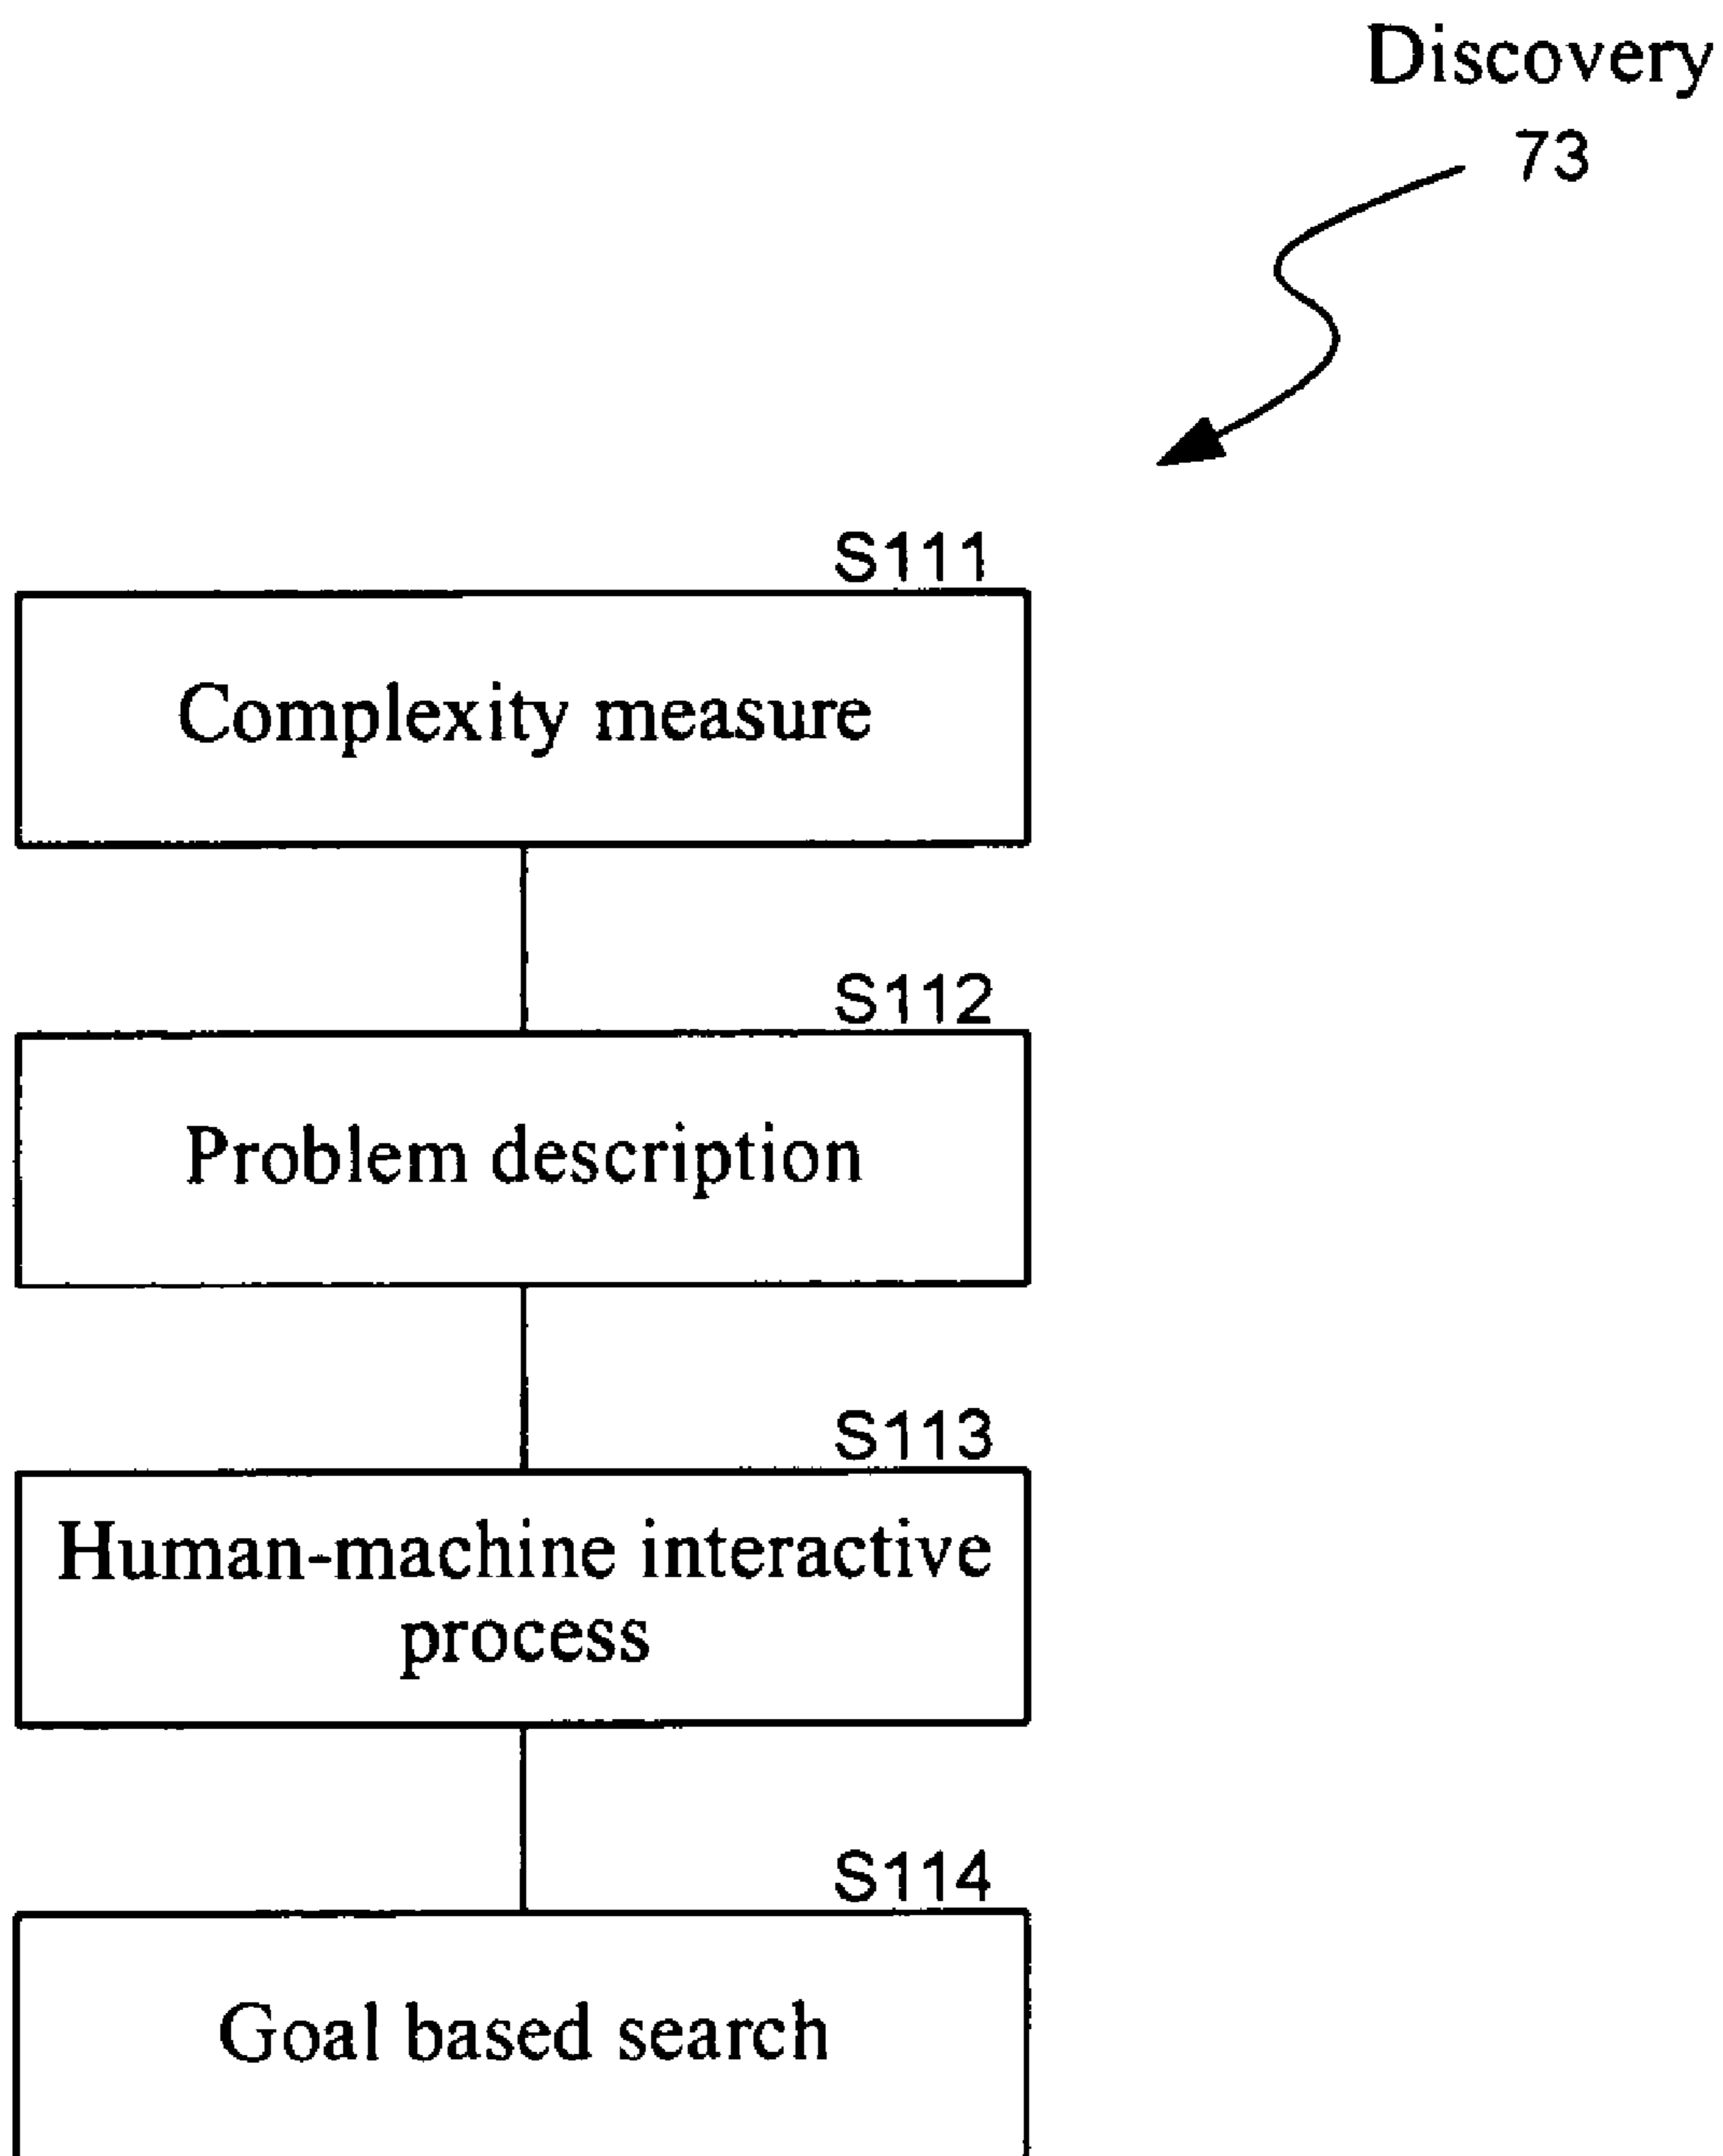 Discovery
73
S111
Complexity measure
S112
Problem description
S113
Human-machine interactive
process
S114
Goal based search